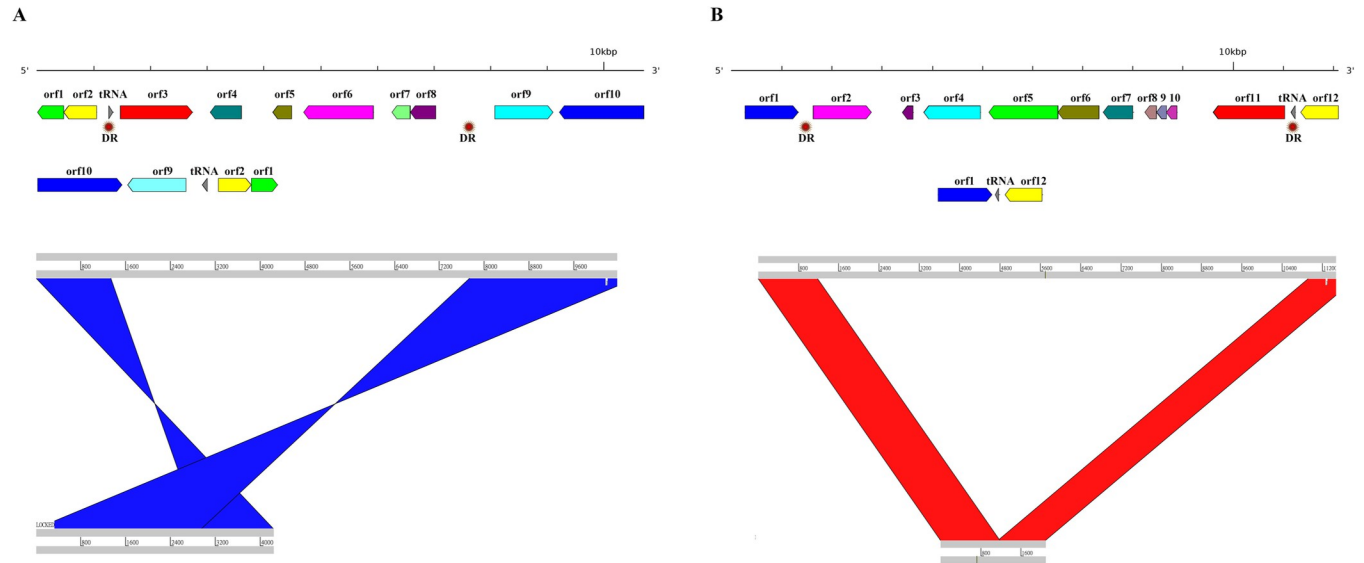 A
10kbp
5'
3'
orf1 orf2 tRNA orf3 orf4 orf5 orf6 orf7 orf8 orf9 orf10
DR DR
orf10 orf9 tRNA orf2 orf1
800 1600 2400 3200 4000 4800 5600 6400 7200 8000 8800 9600
LOCKED
800 1600 2400 3200 4000
B
10kbp
5'
3'
orf1 orf2 orf3 orf4 orf5 orf6 orf7 orf8 9 10 orf11 tRNA orf12
DR DR
orf1 tRNA orf12
800 1600 2400 3200 4000 4800 5600 6400 7200 8000 8800 9600 10400 11200
800 1600